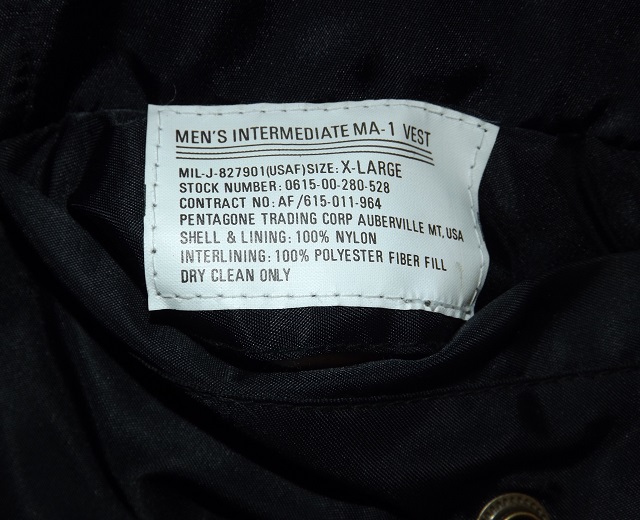 MEN'S INTERMEDIATE MA-1 VEST
MIL-J-827901(USAF)SIZE: X-LARGE
STOCK NUMBER: 0615-00-280-528
CONTRACT NO: AF/615-011-964
PENTAGONE TRADING CORP AUBERVILLE MT, USA
SHELL & LINING: 100% NYLON
INTERLINING: 100% POLYESTER FIBER FILL
DRY CLEAN ONLY